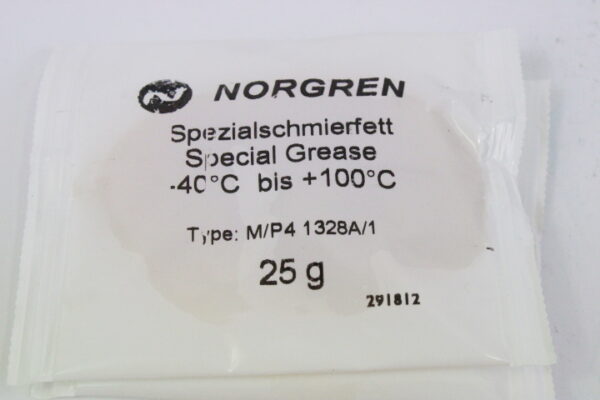 NORGREN
Spezialschmierfett
Special Grease
-40°C bis +100°C
Type: M/P4 1328A/1
25 g
291812